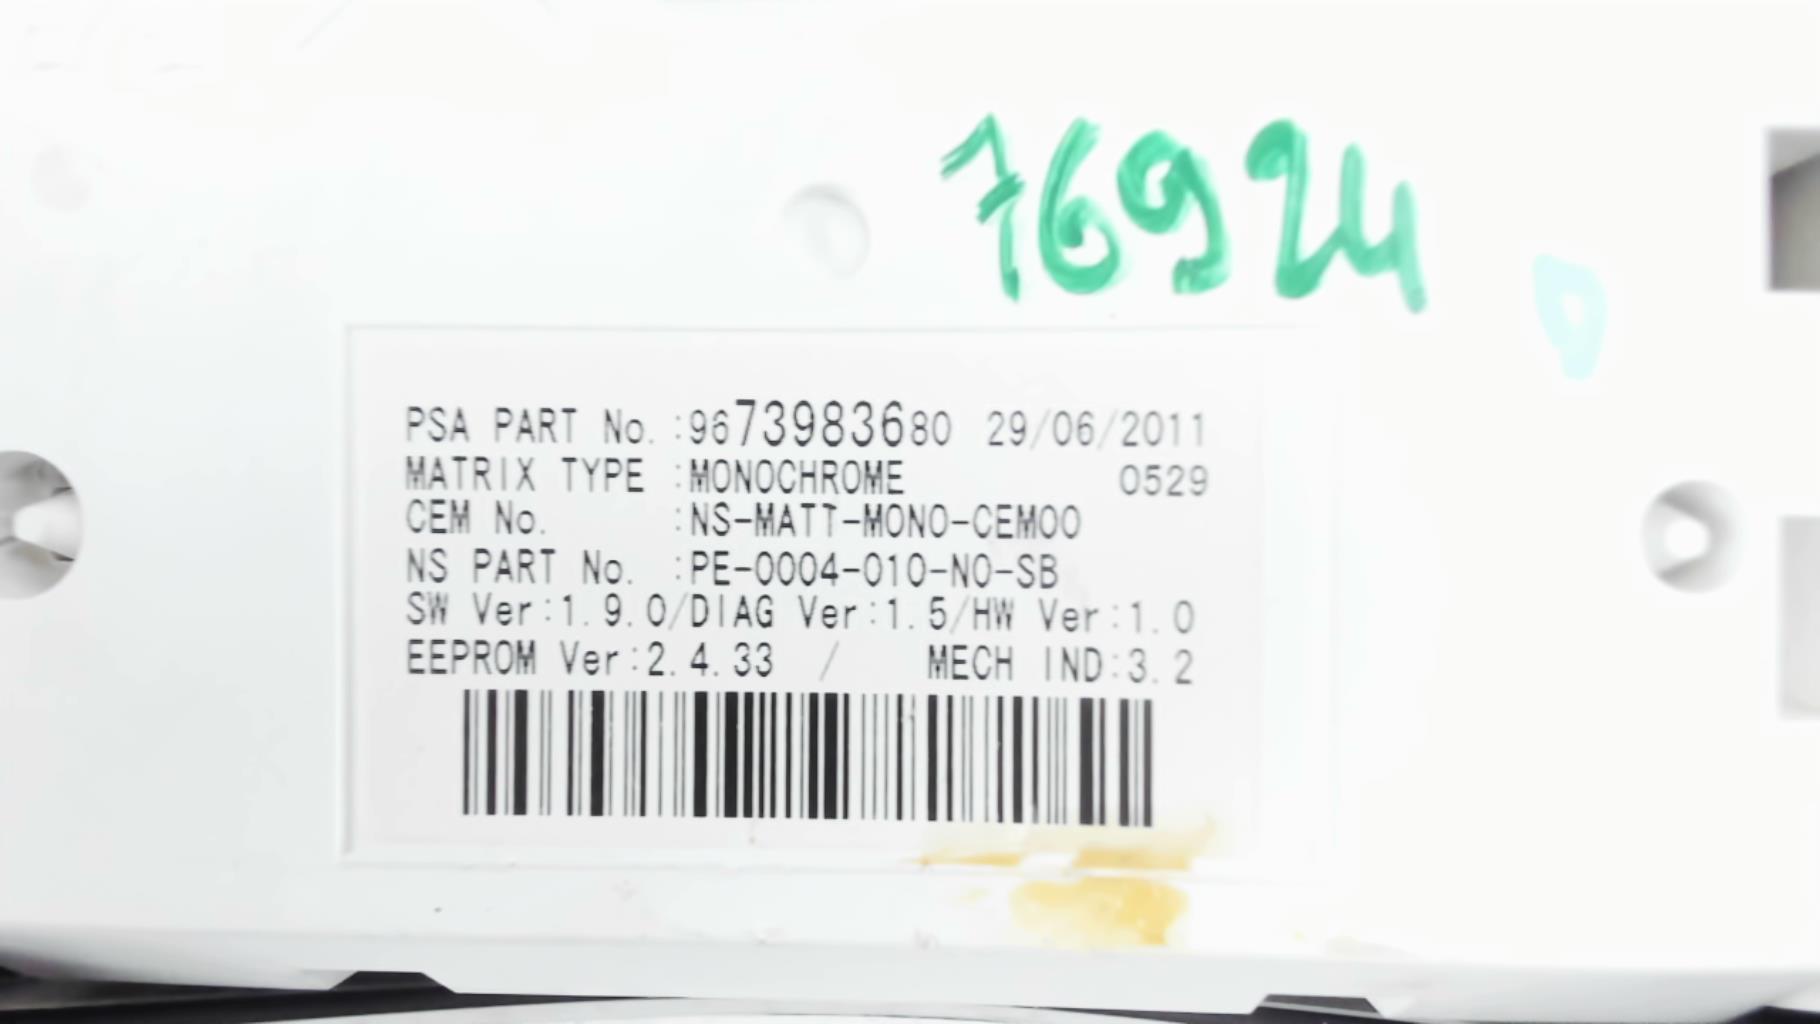 76924
PSA PART No.:9673983680 29/06/2011
MATRIX TYPE :MONOCHROME 0529
CEM No. :NS-MATT-MONO-CEM00
NS PART No. :PE-0004-010-NO-SB
SW Ver:1.9.0/DIAG Ver:1.5/HW Ver:1.0
EEPROM Ver:2.4.33 / MECH IND:3.2